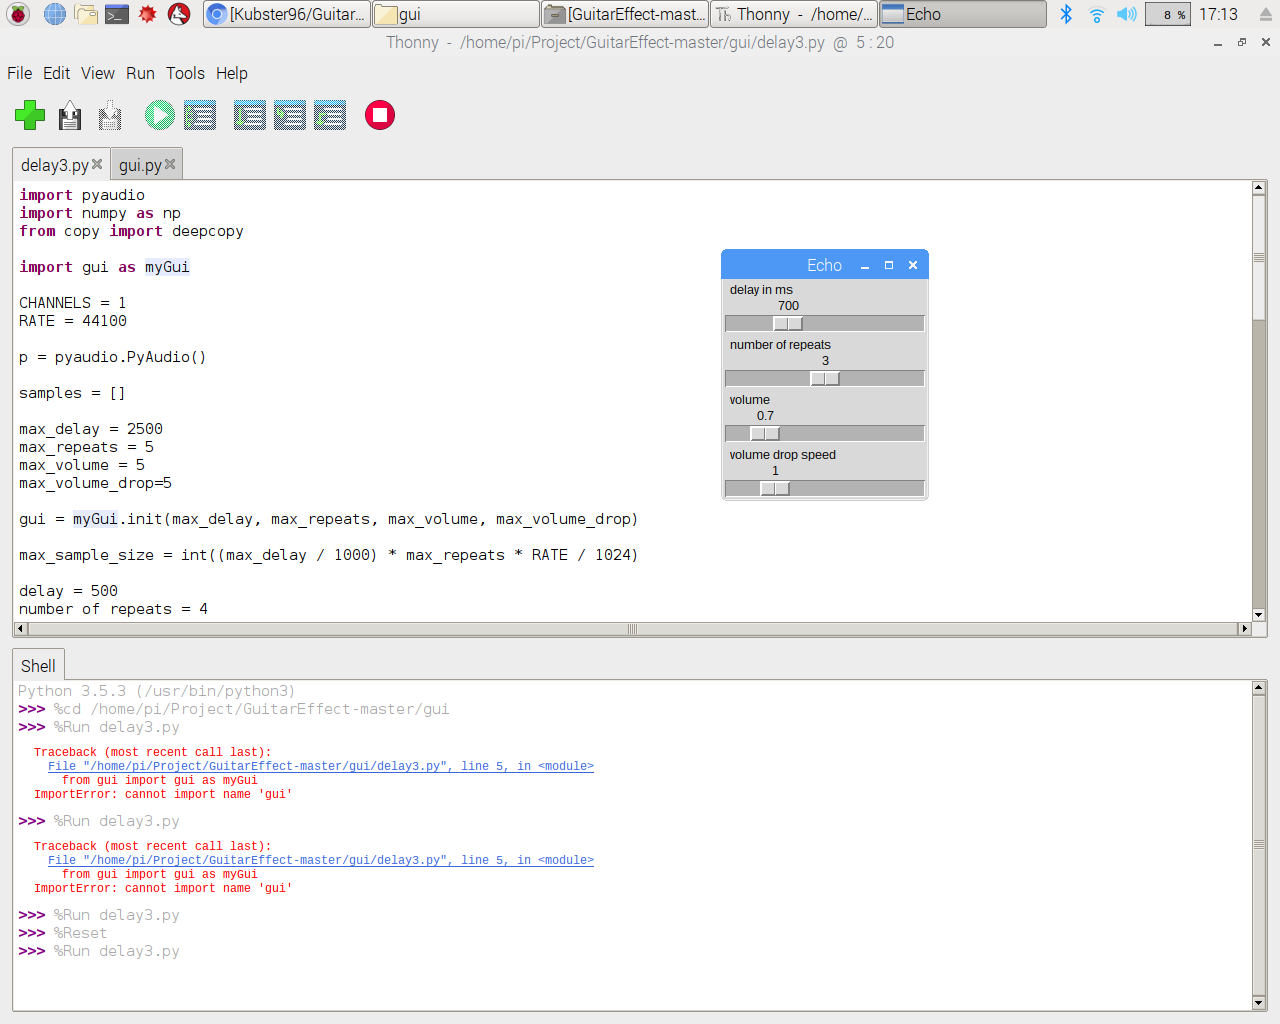 [Kubster96/Guitar...
gui
[GuitarEffect-mast...
Thonny - /home/...
Echo
8 %
17:13
Thonny - /home/pi/Project/GuitarEffect-master/gui/delay3.py @ 5 : 20
File Edit View Run Tools Help
delay3.py
gui.py
import pyaudio
import numpy as np
from copy import deepcopy
import gui as myGui
CHANNELS = 1
RATE = 44100
p = pyaudio.PyAudio()
samples = []
max_delay = 2500
max_repeats = 5
max_volume = 5
max_volume_drop=5
gui = myGui.init(max_delay, max_repeats, max_volume, max_volume_drop)
max_sample_size = int((max_delay / 1000) * max_repeats * RATE / 1024)
delay = 500
number of repeats = 4
Echo
delay in ms
700
number of repeats
3
volume
0.7
volume drop speed
1
Shell
Python 3.5.3 (/usr/bin/python3)
>>> %cd /home/pi/Project/GuitarEffect-master/gui
>>> %Run delay3.py
Traceback (most recent call last):
File "/home/pi/Project/GuitarEffect-master/gui/delay3.py", line 5, in <module>
from gui import gui as myGui
ImportError: cannot import name 'gui'
>>> %Run delay3.py
Traceback (most recent call last):
File "/home/pi/Project/GuitarEffect-master/gui/delay3.py", line 5, in <module>
from gui import gui as myGui
ImportError: cannot import name 'gui'
>>> %Run delay3.py
>>> %Reset
>>> %Run delay3.py